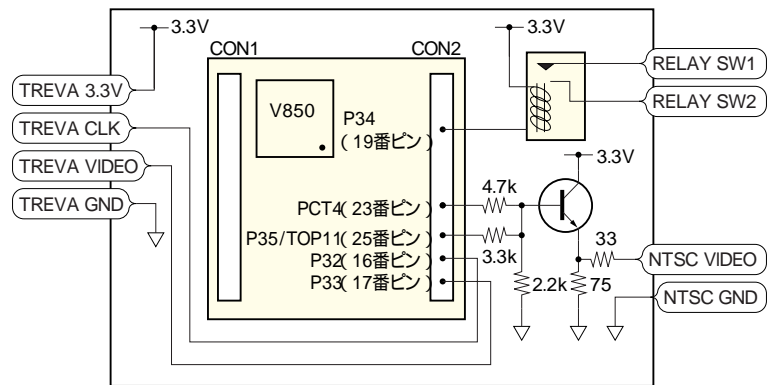 3.3V
CON1
CON2
3.3V
TREVA 3.3V
TREVA CLK
TREVA VIDEO
TREVA GND
V850
P34
(19番ピン)
RELAY SW1
RELAY SW2
3.3V
4.7k
PCT4(23番ピン)
P35/TOP11(25番ピン)
3.3k
P32(16番ピン)
P33(17番ピン)
2.2k
75
33
NTSC VIDEO
NTSC GND